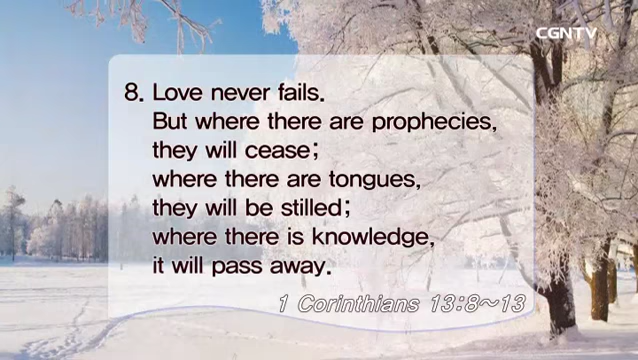 CGNTV
8. Love never fails.
But where there are prophecies,
they will cease;
where there are tongues,
they will be stilled;
where there is knowledge,
it will pass away.
1 Corinthians 13:8~13